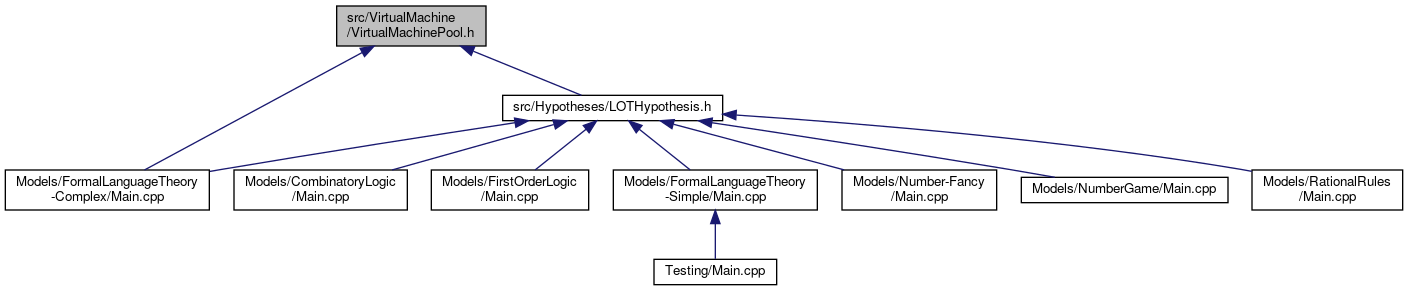 src/VirtualMachine
/VirtualMachinePool.h
src/Hypotheses/LOTHypothesis.h
Models/FormalLanguageTheory
-Complex/Main.cpp
Models/CombinatoryLogic
/Main.cpp
Models/FirstOrderLogic
/Main.cpp
Models/FormalLanguageTheory
-Simple/Main.cpp
Models/Number-Fancy
/Main.cpp
Models/NumberGame/Main.cpp
Models/RationalRules
/Main.cpp
Testing/Main.cpp